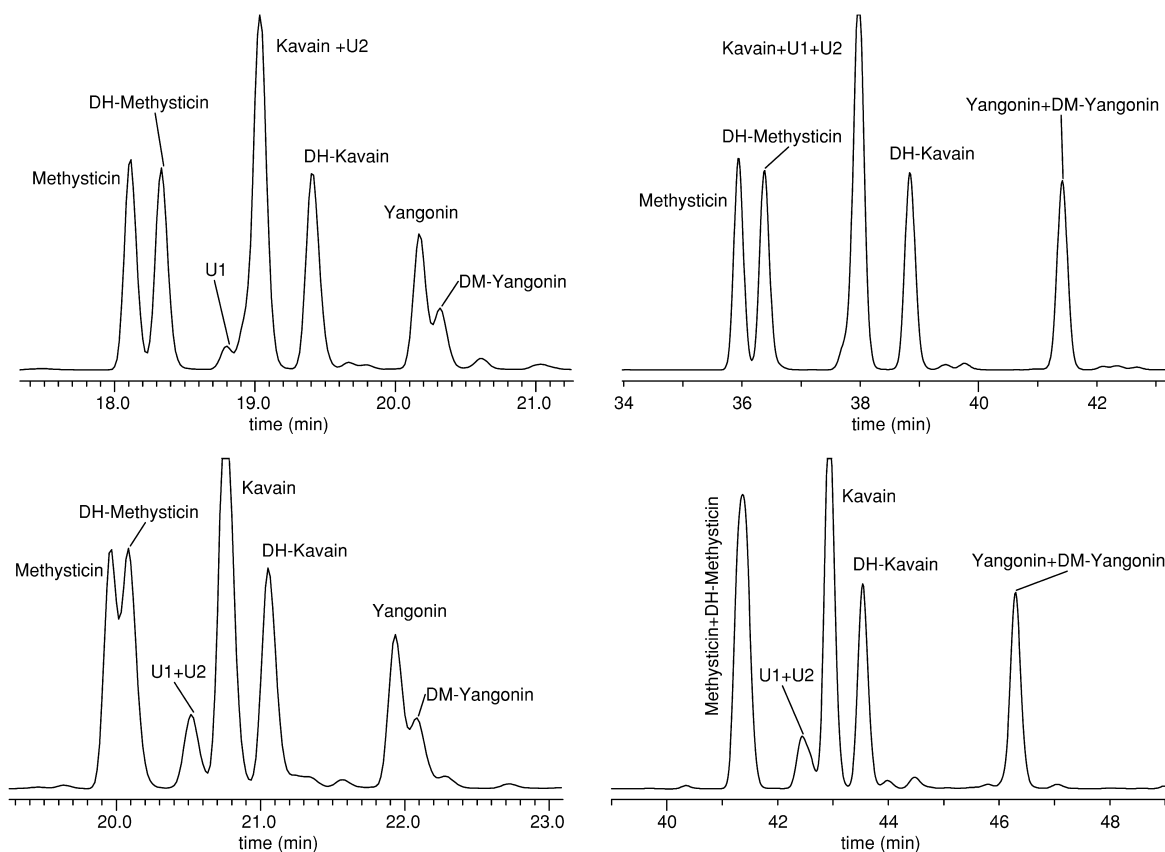 Kavain +U2
DH-Methysticin
Methysticin
DH-Kavain
Yangonin
U1
DM-Yangonin
18.0 19.0 20.0 21.0
time (min)
Kavain+U1+U2
Yangonin+DM-Yangonin
DH-Methysticin
DH-Kavain
Methysticin
34 36 38 40 42
time (min)
Kavain
DH-Methysticin
DH-Kavain
Methysticin
Yangonin
U1+U2
DM-Yangonin
20.0 21.0 22.0 23.0
time (min)
Methysticin+DH-Methysticin
Kavain
DH-Kavain
Yangonin+DM-Yangonin
U1+U2
40 42 44 46 48
time (min)